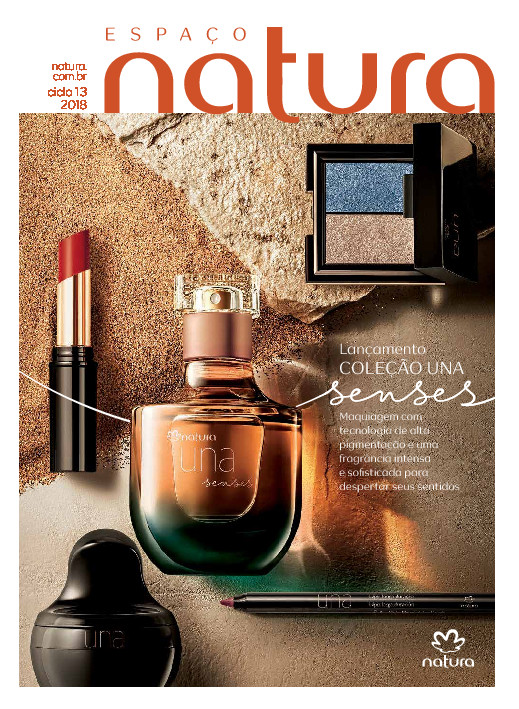 ESPAÇO
natura
natura.
com.br
ciclo 13
2018
una
Lançamento
COLEÇÃO UNA
senses
Maquiagem com
tecnologia de alta
pigmentação e uma
fragrância intensa
e sofisticada para
despertar seus sentidos
natura
una
senses
una
una
natura
natura